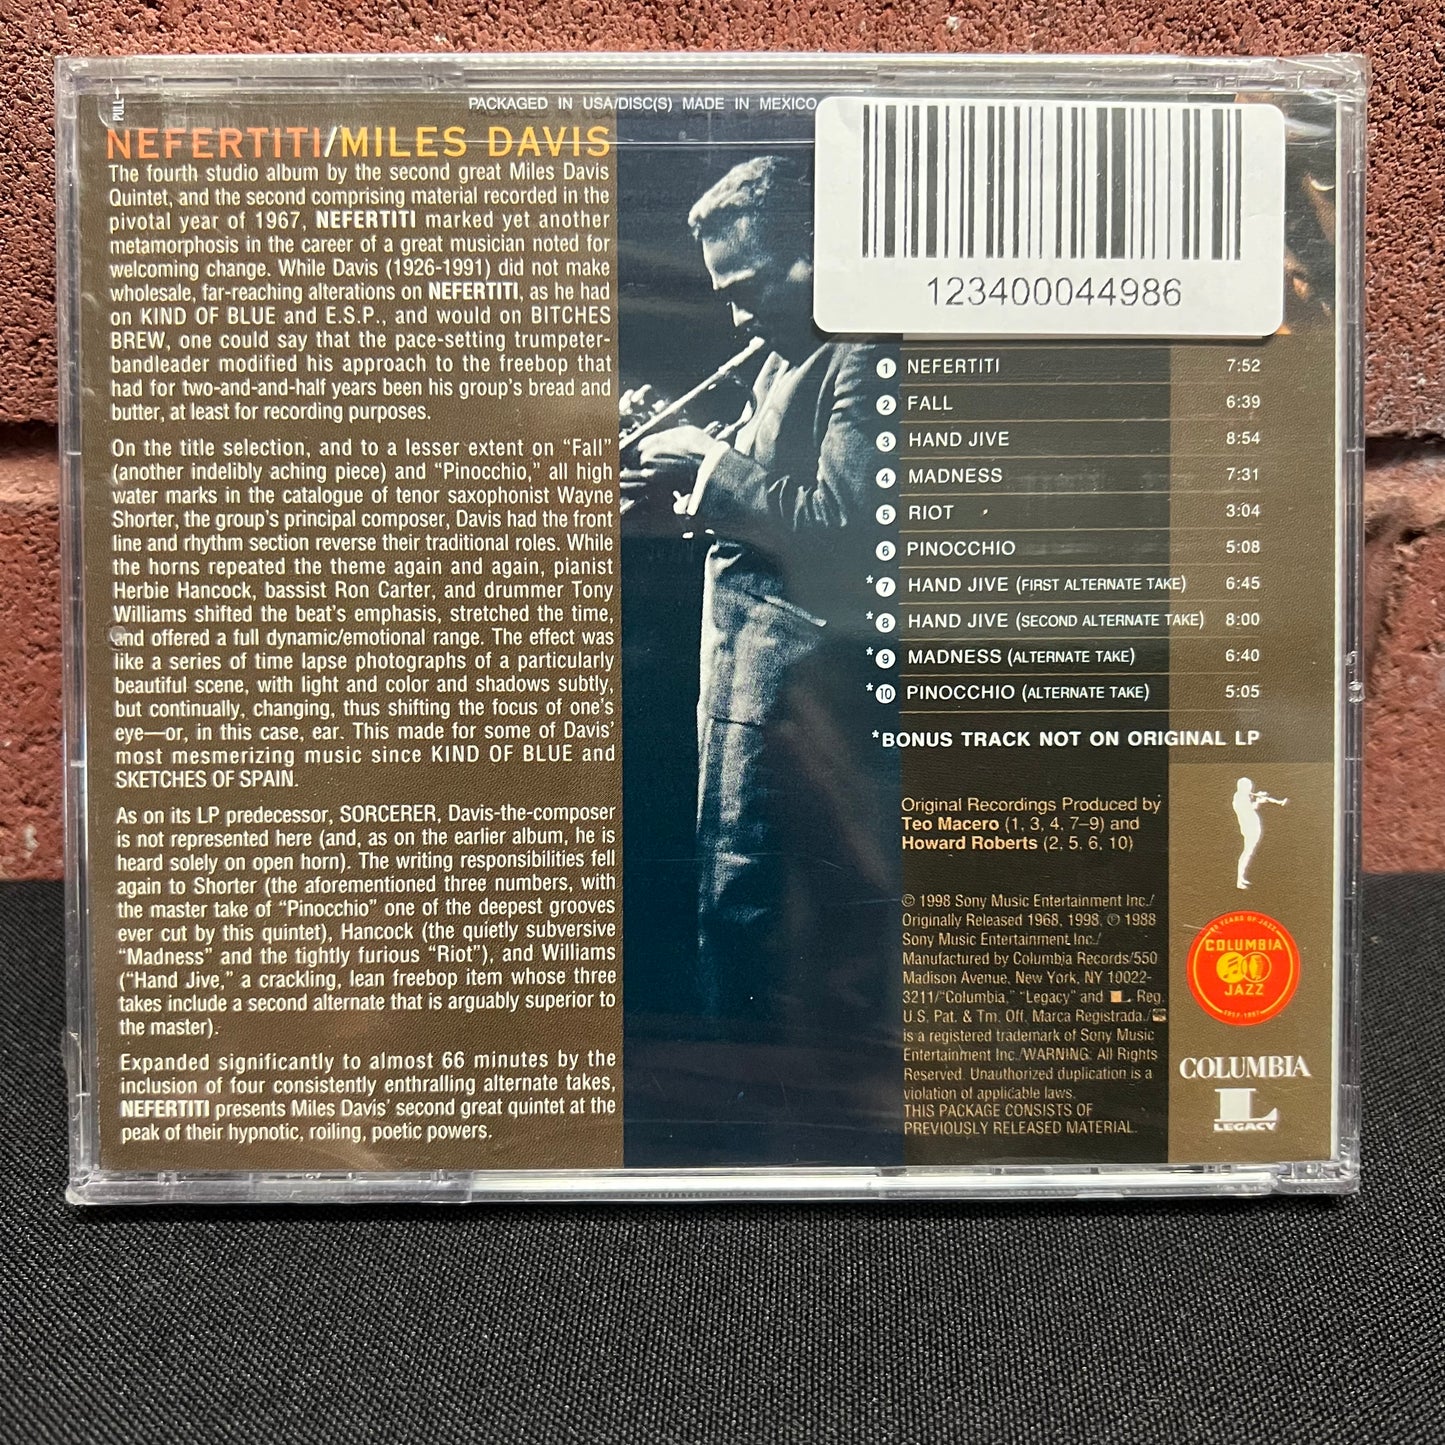 PULL
PACKAGED IN USA/DISC(S) MADE IN MEXICO
NEFERTITI/MILES DAVIS
The fourth studio album by the second great Miles Davis
Quintet, and the second comprising material recorded in the
pivotal year of 1967, NEFERTITI marked yet another
metamorphosis in the career of a great musician noted for
welcoming change. While Davis (1926-1991) did not make
wholesale, far-reaching alterations on NEFERTITI, as he had
on KIND OF BLUE and E.S.P., and would on BITCHES
BREW, one could say that the pace-setting trumpeter-
bandleader modified his approach to the freebop that
had for two-and-and-half years been his group's bread and
butter, at least for recording purposes.
On the title selection, and to a lesser extent on "Fall"
(another indelibly aching piece) and "Pinocchio," all high
water marks in the catalogue of tenor saxophonist Wayne
Shorter, the group's principal composer, Davis had the front
line and rhythm section reverse their traditional roles. While
the horns repeated the theme again and again, pianist
Herbie Hancock, bassist Ron Carter, and drummer Tony
Williams shifted the beat's emphasis, stretched the time,
and offered a full dynamic/emotional range. The effect was
like a series of time lapse photographs of a particularly
beautiful scene, with light and color and shadows subtly,
but continually, changing, thus shifting the focus of one's
eye—or, in this case, ear. This made for some of Davis'
most mesmerizing music since KIND OF BLUE and
SKETCHES OF SPAIN.
As on its LP predecessor, SORCERER, Davis-the-composer
is not represented here (and, as on the earlier album, he is
heard solely on open horn). The writing responsibilities fell
again to Shorter (the aforementioned three numbers, with
the master take of "Pinocchio" one of the deepest grooves
ever cut by this quintet), Hancock (the quietly subversive
"Madness" and the tightly furious "Riot"), and Williams
("Hand Jive," a crackling, lean freebop item whose three
takes include a second alternate that is arguably superior to
the master).
Expanded significantly to almost 66 minutes by the
inclusion of four consistently enthralling alternate takes,
NEFERTITI presents Miles Davis' second great quintet at the
peak of their hypnotic, roiling, poetic powers.
123400044986
1 NEFERTITI 7:52
2 FALL 6:39
3 HAND JIVE 8:54
4 MADNESS 7:31
5 RIOT 3:04
6 PINOCCHIO 5:08
*7 HAND JIVE (FIRST ALTERNATE TAKE) 6:45
*8 HAND JIVE (SECOND ALTERNATE TAKE) 8:00
*9 MADNESS (ALTERNATE TAKE) 6:40
*10 PINOCCHIO (ALTERNATE TAKE) 5:05
*BONUS TRACK NOT ON ORIGINAL LP
Original Recordings Produced by
Teo Macero (1, 3, 4, 7–9) and
Howard Roberts (2, 5, 6, 10)
© 1998 Sony Music Entertainment Inc./
Originally Released 1968, 1998, ℗ 1988
Sony Music Entertainment Inc./
Manufactured by Columbia Records/550
Madison Avenue, New York, NY 10022-
3211/"Columbia," "Legacy" and L Reg.
U.S. Pat. & Tm. Off. Marca Registrada./
is a registered trademark of Sony Music
Entertainment Inc./WARNING: All Rights
Reserved. Unauthorized duplication is a
violation of applicable laws.
THIS PACKAGE CONSISTS OF
PREVIOUSLY RELEASED MATERIAL.
YEARS OF JAZZ
COLUMBIA
JAZZ
1957-1997
COLUMBIA
L
LEGACY